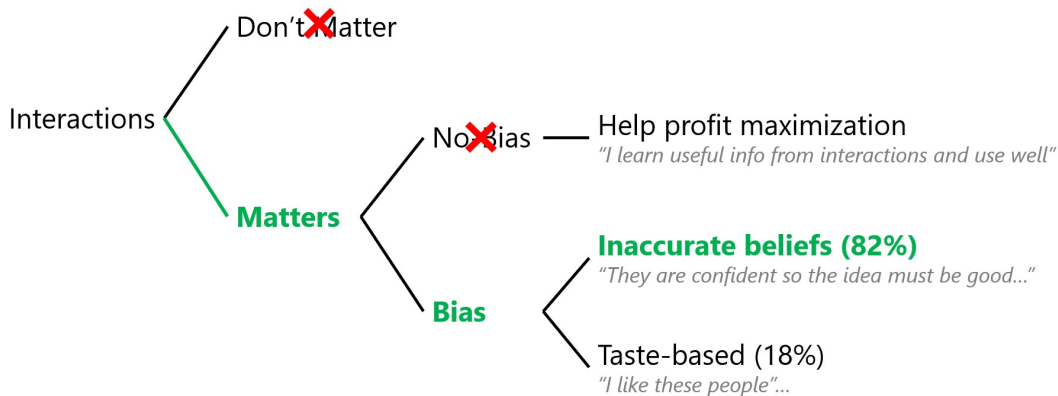 Don't Matter
Interactions
No-Bias
Help profit maximization
"I learn useful info from interactions and use well"
Matters
Inaccurate beliefs (82%)
"They are confident so the idea must be good…"
Bias
Taste-based (18%)
"I like these people"…